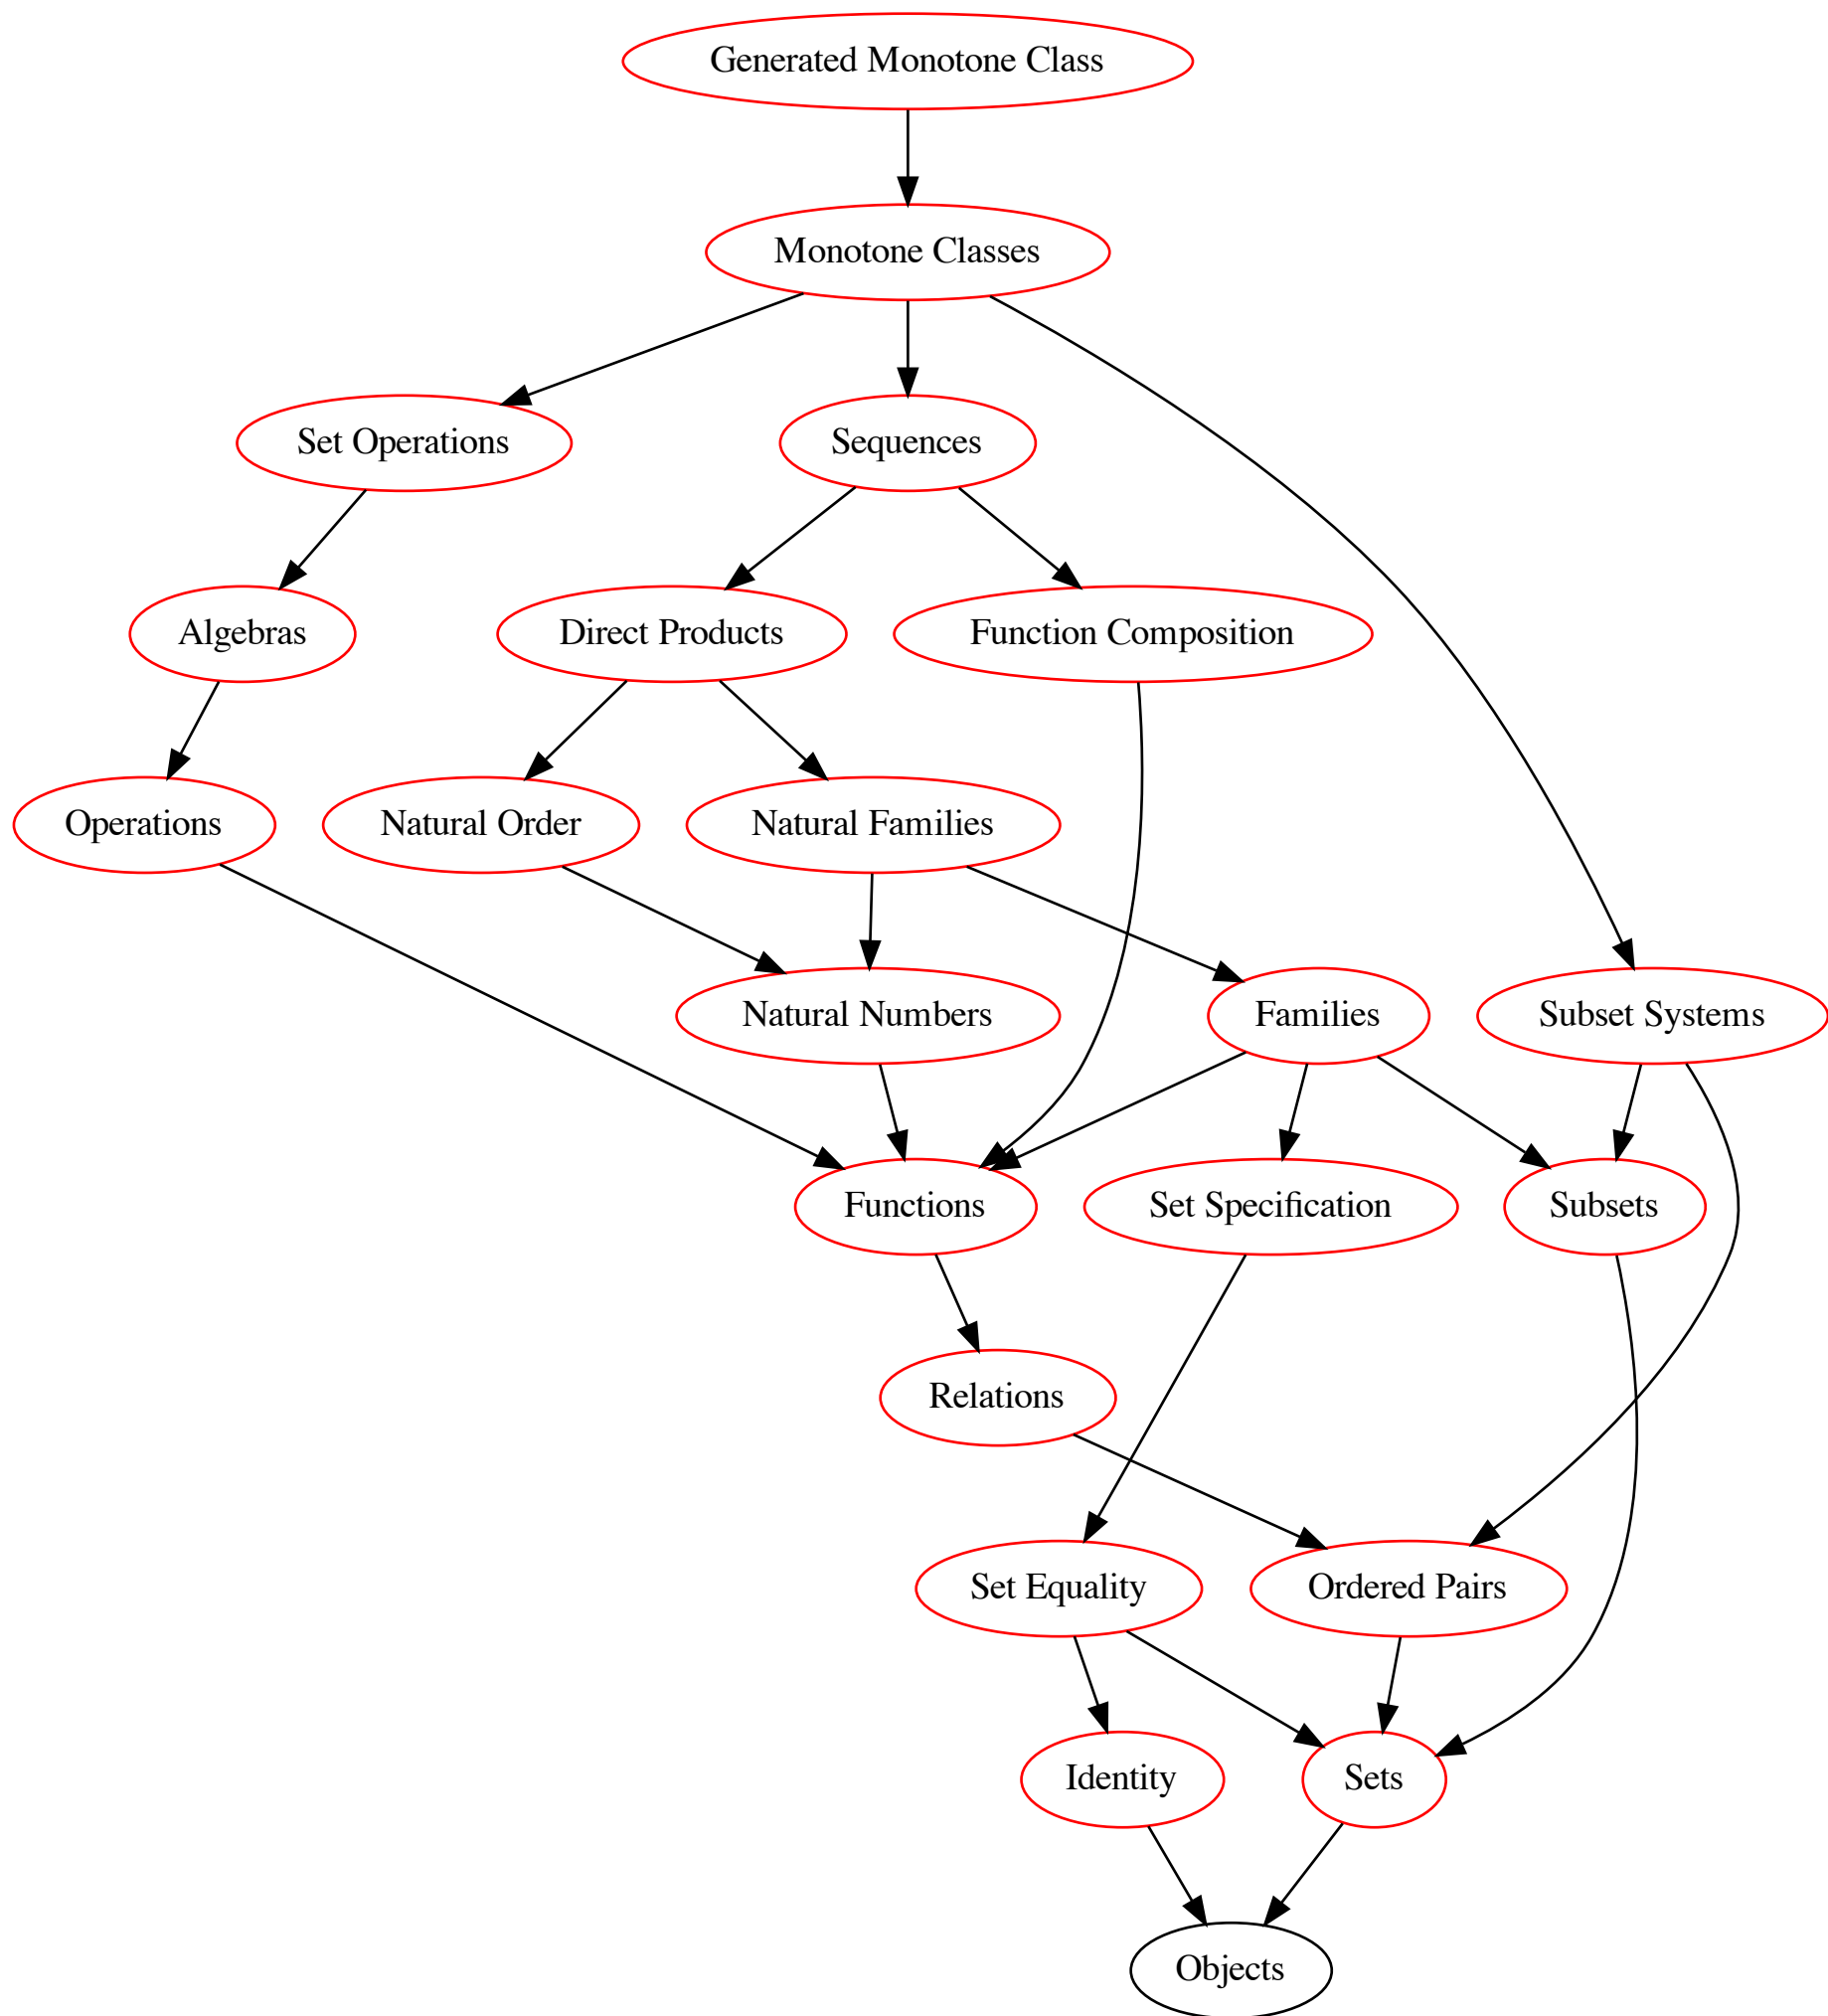 Generated Monotone Class
Monotone Classes
Set Operations
Sequences
Algebras
Direct Products
Function Composition
Operations
Natural Order
Natural Families
Natural Numbers
Families
Subset Systems
Functions
Set Specification
Subsets
Relations
Set Equality
Ordered Pairs
Identity
Sets
Objects